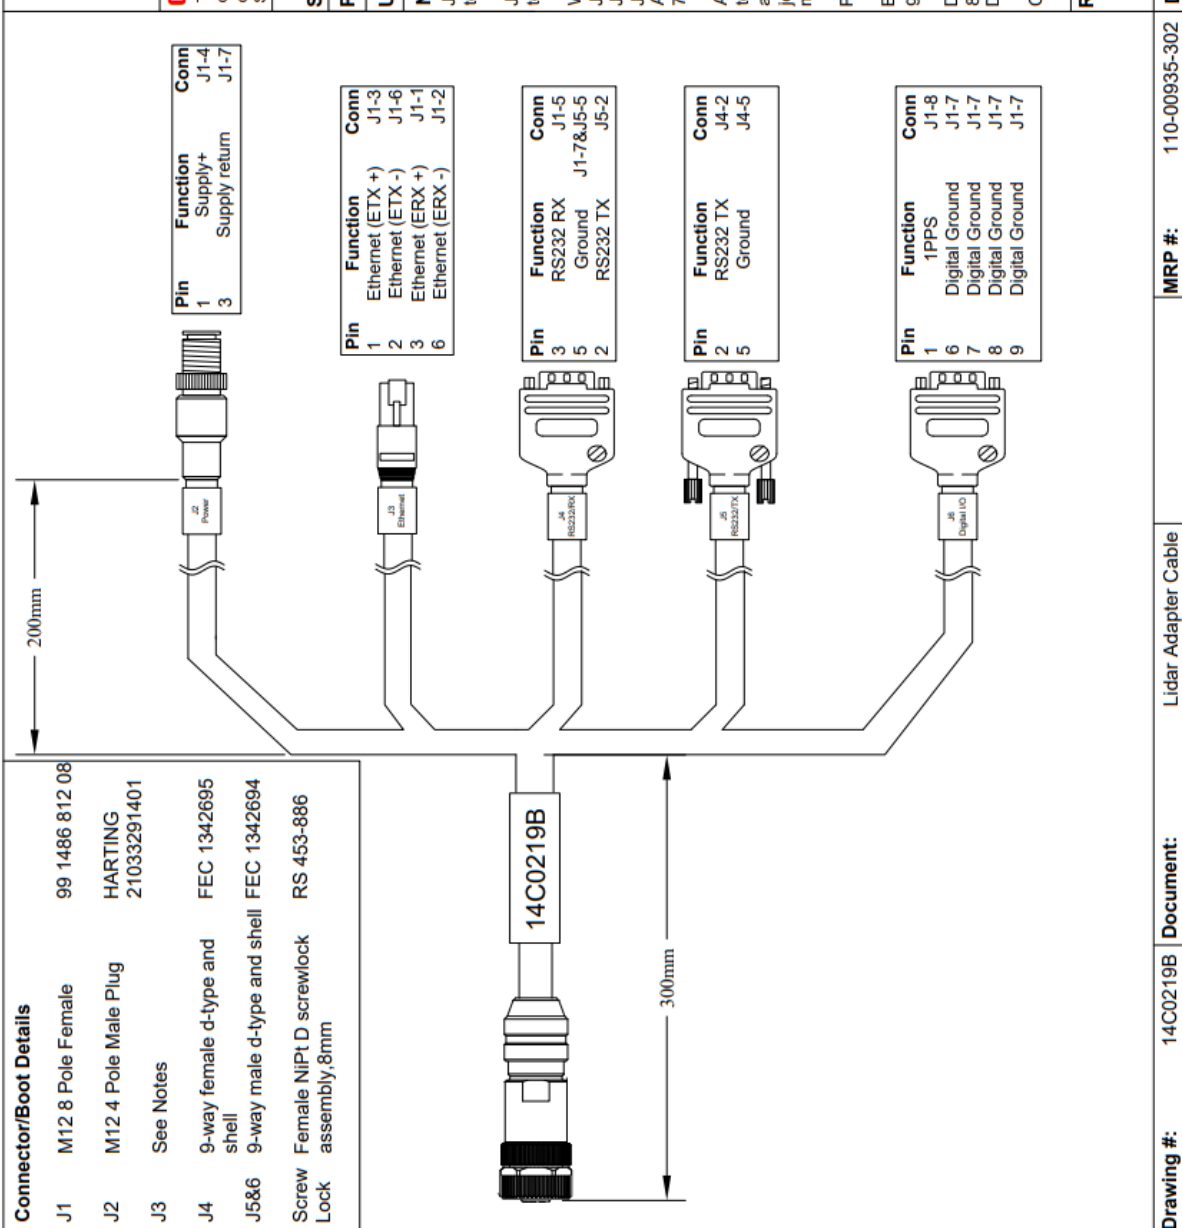 Connector/Boot Details
J1 M12 8 Pole Female 99 1486 812 08
J2 M12 4 Pole Male Plug HARTING
21033291401
J3 See Notes
J4 9-way female d-type and FEC 1342695
shell
J5&6 9-way male d-type and shell FEC 1342694
Screw Female NiPt D screwlock RS 453-886
Lock assembly,8mm
200mm
300mm
14C0219B
J2
Power
J3
Ethernet
J4
RS232/RX
J5
RS232/TX
J6
Digital I/O
Pin Function Conn
1 Supply+ J1-4
3 Supply return J1-7
Pin Function Conn
1 Ethernet (ETX +) J1-3
2 Ethernet (ETX -) J1-6
3 Ethernet (ERX +) J1-1
6 Ethernet (ERX -) J1-2
Pin Function Conn
3 RS232 RX J1-5
5 Ground J1-7&J5-5
2 RS232 TX J5-2
Pin Function Conn
2 RS232 TX J4-2
5 Ground J4-5
Pin Function Conn
1 1PPS J1-8
6 Digital Ground J1-7
7 Digital Ground J1-7
8 Digital Ground J1-7
9 Digital Ground J1-7
Drawing #: 14C0219B Document: Lidar Adapter Cable MRP #: 110-00935-302